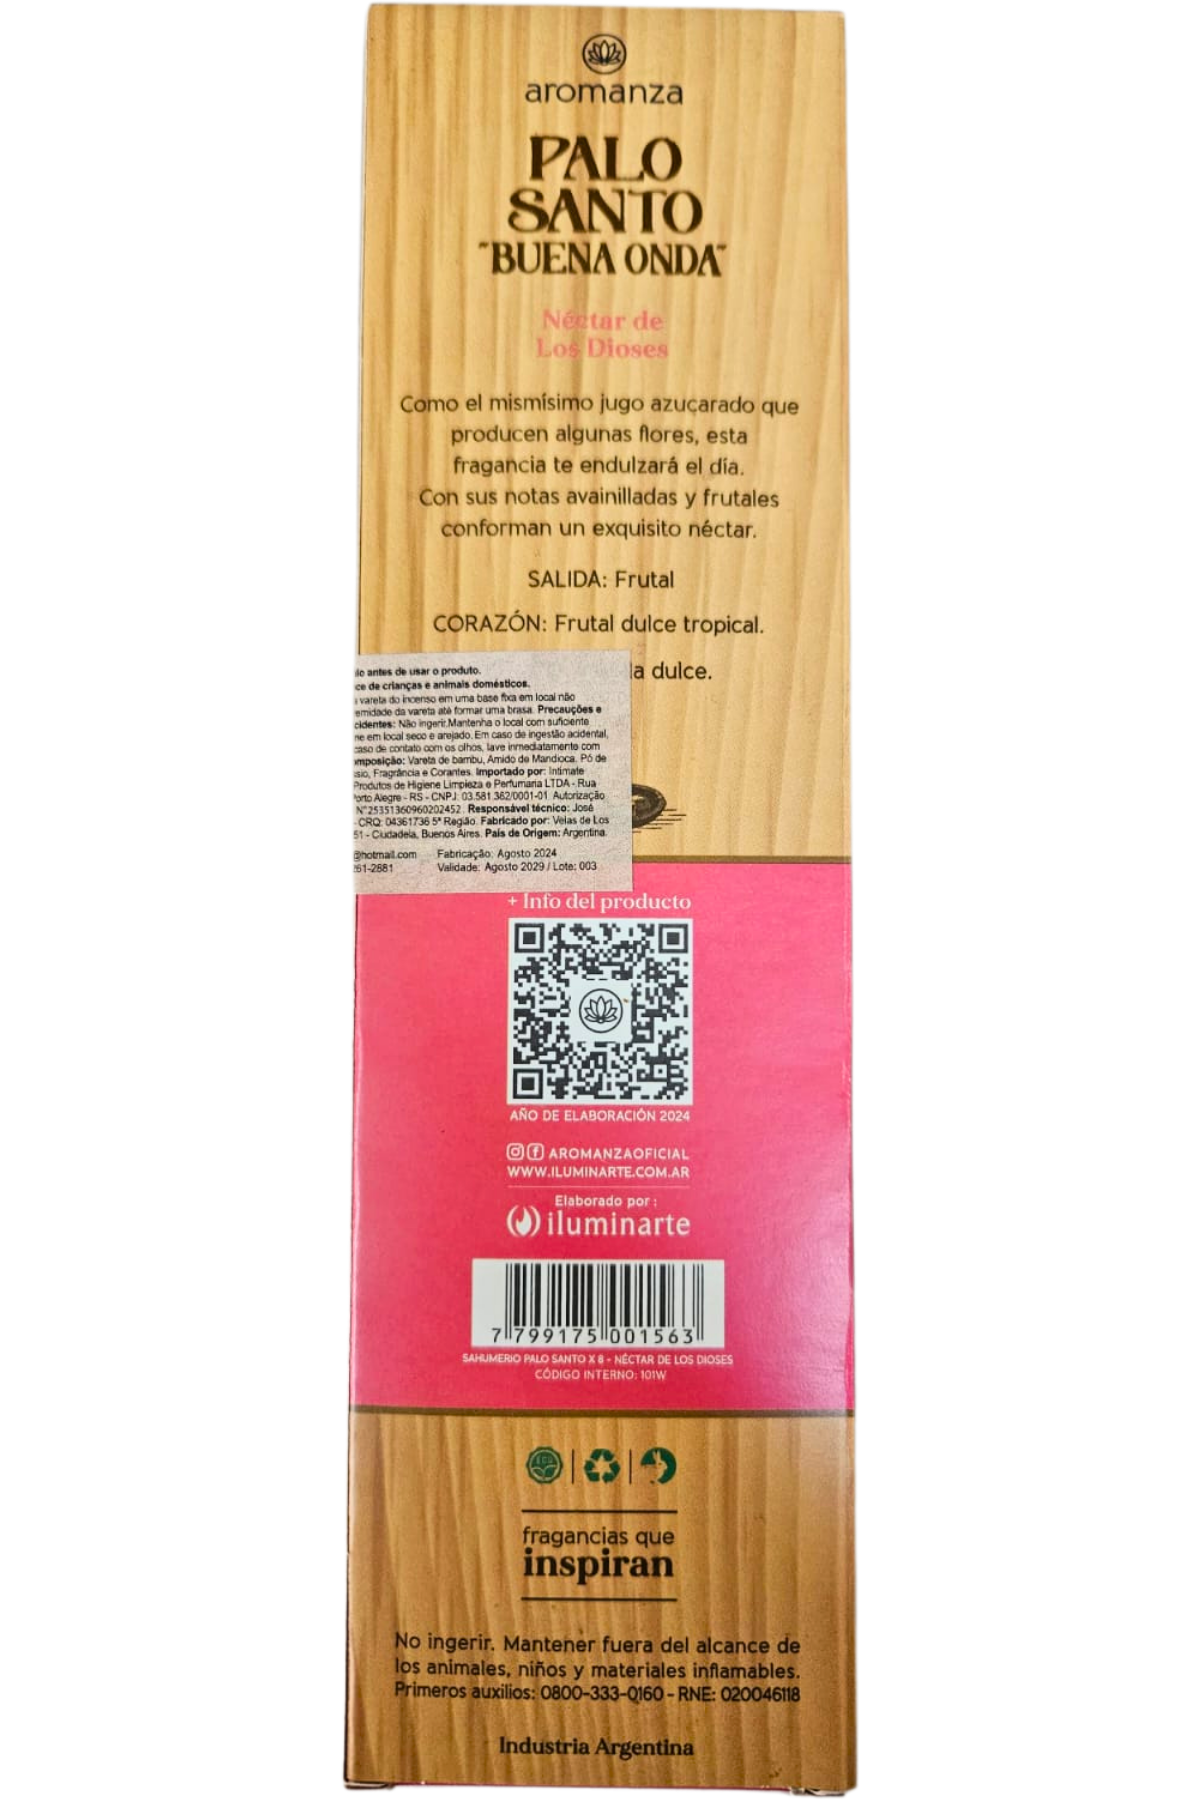 aromanza
PALO
SANTO
"BUENA ONDA"
Néctar de
Los Dioses
Como el mismísimo jugo azucarado que
producen algunas flores, esta
fragancia te endulzará el día.
Con sus notas avainilladas y frutales
conforman un exquisito néctar.
SALIDA: Frutal
CORAZÓN: Frutal dulce tropical.
la dulce.
antes de usar o produto.
de crianças e animais domésticos.
vareta do incenso em uma base fixa em local não
da vareta até formar uma brasa. Precauções e
Não ingerir.Mantenha o local com suficiente
em local seco e arejado. Em caso de ingestão acidental,
caso de contato com os olhos, lave immediatamente com
Vareta de bambu, Amido de Mandioca. Pó de
Fragrância e Corantes. Importado por: Intimate
Produtos de Higiene Limpieza e Perfumaria LTDA - Rua
Porto Alegre - RS - CNPJ: 03.581.362/0001-01. Autorização
N°25351360960202452. Responsável técnico: José
- CRQ: 04361736 5ª Região. Fabricado por: Velas de Los
51 - Ciudadela, Buenos Aires. País de Origem: Argentina.
@hotmail.com Fabricação: Agosto 2024
61-2881 Validade: Agosto 2029 / Lote: 003
+ Info del producto
AÑO DE ELABORACIÓN 2024
AROMANZAOFICIAL
WWW.ILUMINARTE.COM.AR
Elaborado por :
iluminarte
7 799175 001563
SAHUMERIO PALO SANTO X 8 - NÉCTAR DE LOS DIOSES
CÓDIGO INTERNO: 101W
ECO
fragancias que
inspiran
No ingerir. Mantener fuera del alcance de
los animales, niños y materiales inflamables.
Primeros auxilios: 0800-333-0160 - RNE: 020046118
Industria Argentina